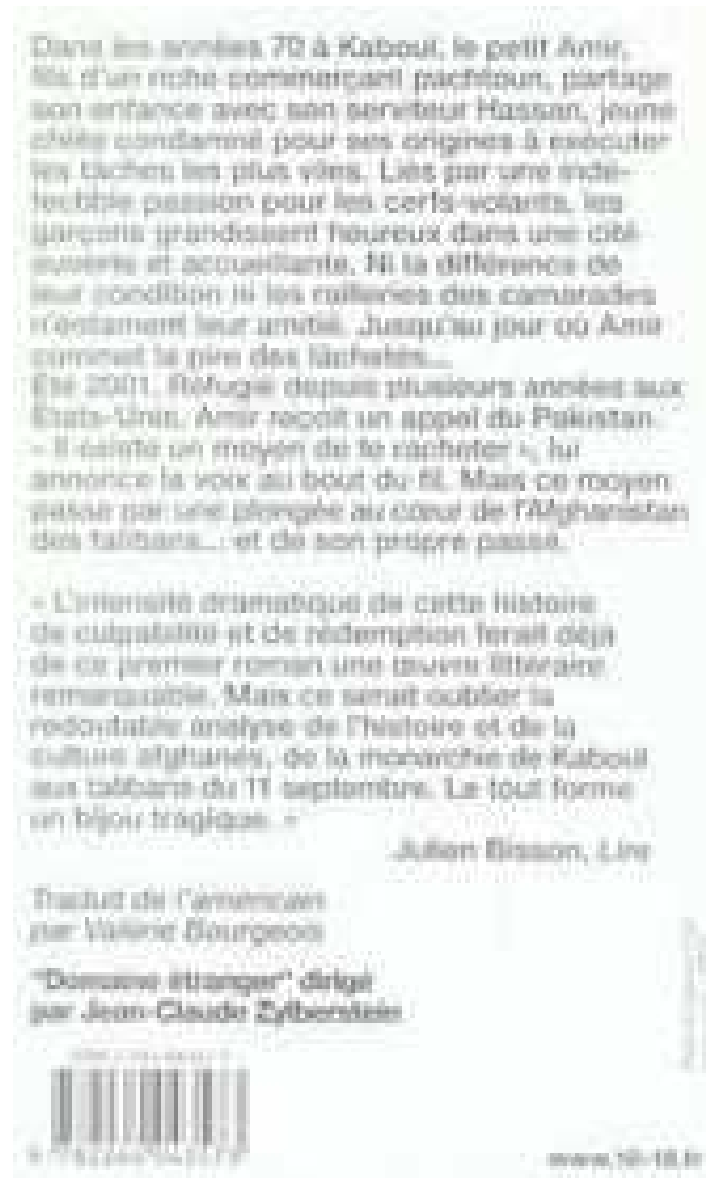 Dans les années 70 à Kaboul, le petit Amir,
fils d'un riche commerçant pachtoun, partage
son enfance avec son serviteur Hassan, jeune
chiite condamné pour ses origines à exécuter
les tâches les plus viles. Liés par une indé-
fectible passion pour les cerfs-volants, les
garçons grandissent heureux dans une cité
ouverte et accueillante. Ni la différence de
leur condition ni les railleries des camarades
n'entament leur amitié. Jusqu'au jour où Amir
commet la pire des lâchetés...
Été 2001. Réfugié depuis plusieurs années aux
États-Unis, Amir reçoit un appel du Pakistan.
« Il existe un moyen de te racheter », lui
annonce la voix au bout du fil. Mais ce moyen
passe par une plongée au cœur de l'Afghanistan
des talibans... et de son propre passé.
« L'intensité dramatique de cette histoire
de culpabilité et de rédemption ferait déjà
de ce premier roman une œuvre littéraire
remarquable. Mais ce serait oublier la
redoutable analyse de l'histoire et de la
culture afghanes, de la monarchie de Kaboul
aux talibans du 11 septembre. Le tout forme
un bijou tragique. »
Julien Bisson, Lire
Traduit de l'américain
par Valérie Bourgeois
"Domaine étranger" dirigé
par Jean-Claude Zylberstein
www.10-18.fr